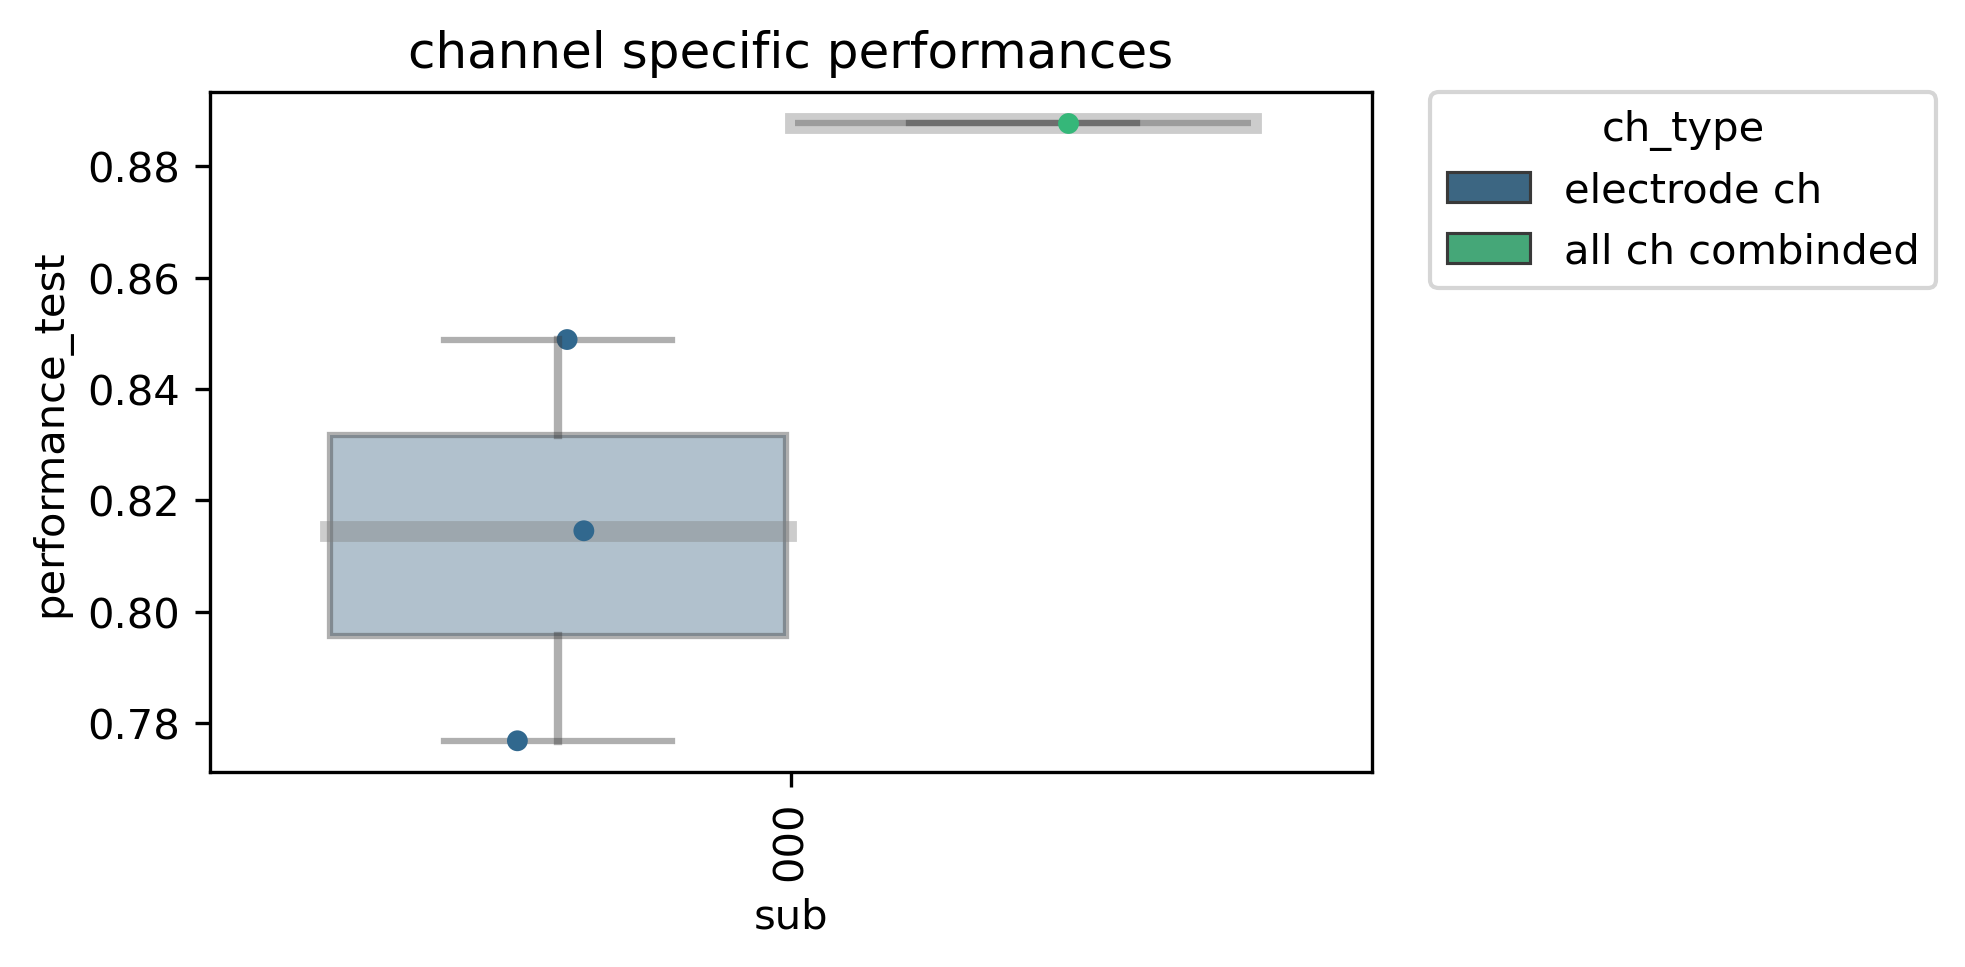 channel specific performances
performance_test
0.88
0.86
0.84
0.82
0.80
0.78
000
sub
ch_type
electrode ch
all ch combinded